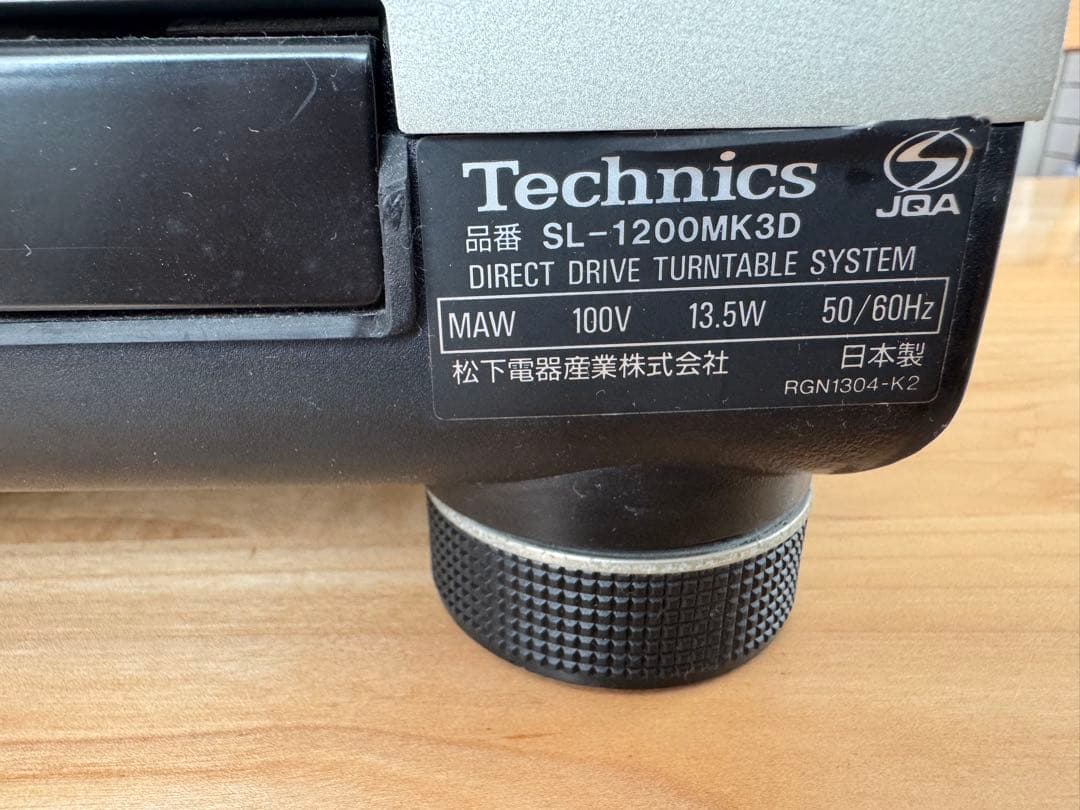 Technics
JQA
品番 SL-1200MK3D
DIRECT DRIVE TURNTABLE SYSTEM
MAW 100V 13.5W 50/60Hz
松下電器産業株式会社 日本製
RGN1304-K2